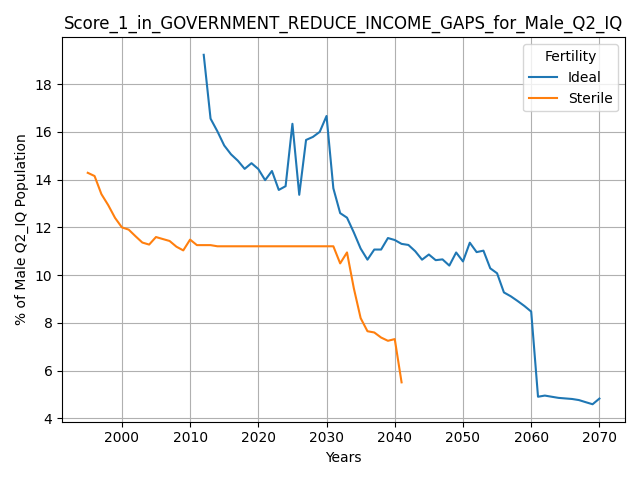 Score_1_in_GOVERNMENT_REDUCE_INCOME_GAPS_for_Male_Q2_IQ
Fertility
Ideal
Sterile
% of Male Q2_IQ Population
18
16
14
12
10
8
6
4
2000 2010 2020 2030 2040 2050 2060 2070
Years